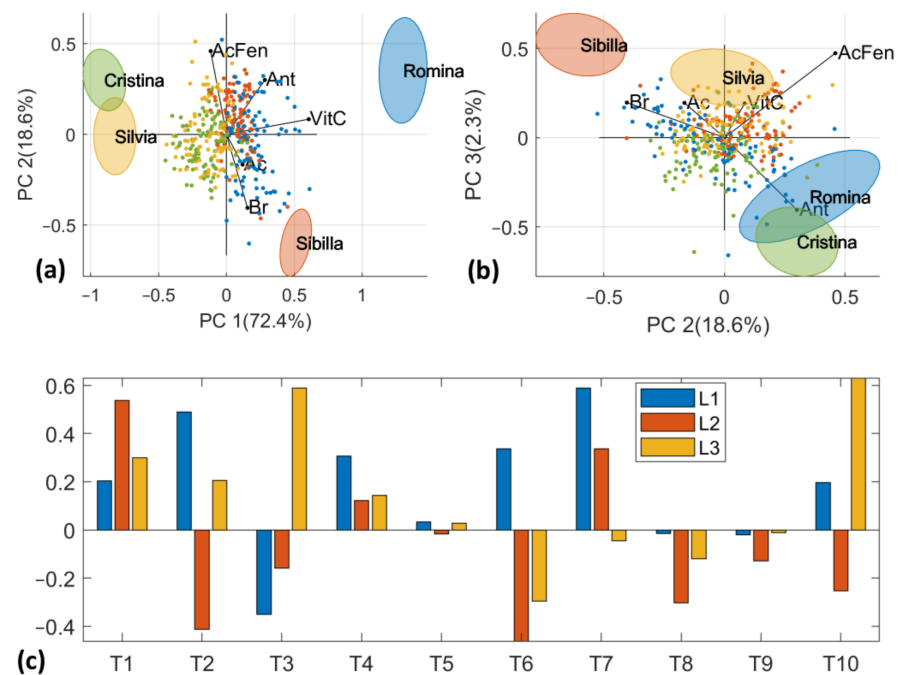 0.5
0
−0.5
−1
−0.5
0
0.5
1
PC 2(18.6%)
PC 1(72.4%)
AcFen
Ant
VitC
Ac
Br
Cristina
Silvia
Romina
Sibilla
(a)
0.5
0
−0.5
−0.5
0
0.5
PC 3(2.3%)
PC 2(18.6%)
Sibilla
Silvia
AcFen
Br
Ac
VitC
Romina
Ant
Cristina
(b)
0.6
0.4
0.2
0
−0.2
−0.4
L1
L2
L3
T1 T2 T3 T4 T5 T6 T7 T8 T9 T10
(c)